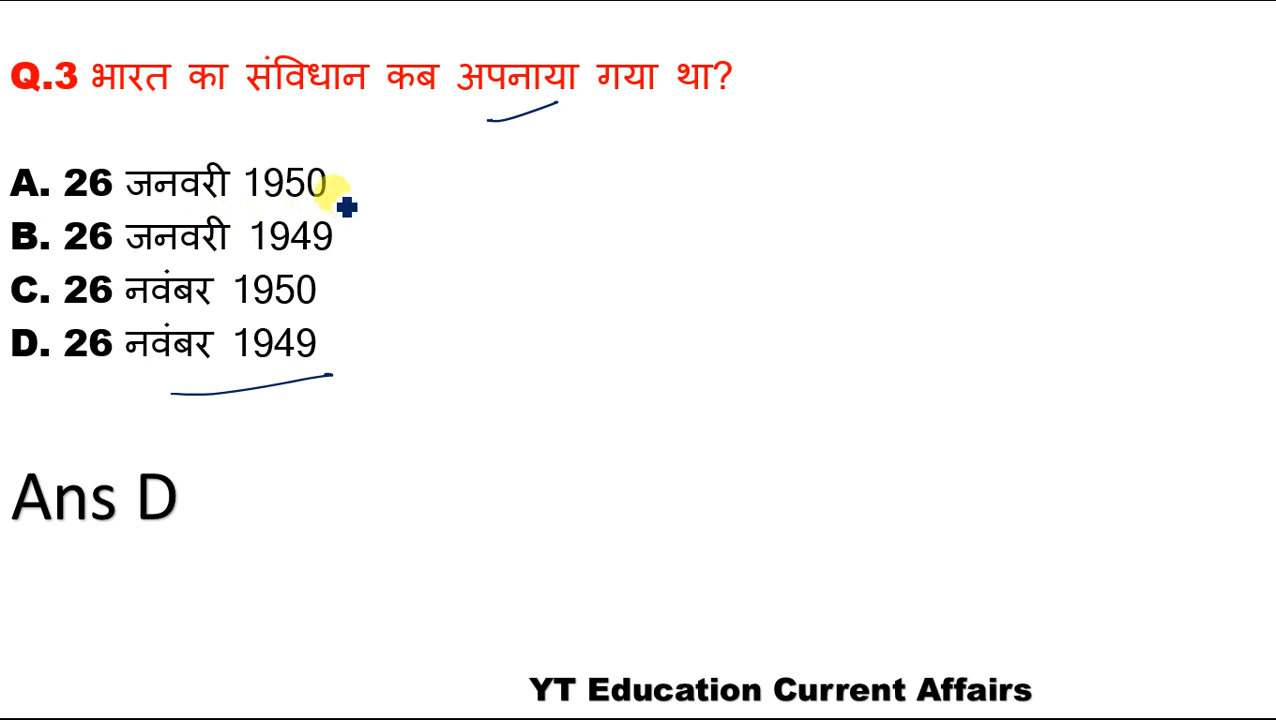 Q.3 भारत का संविधान कब अपनाया गया था?
A. 26 जनवरी 1950
B. 26 जनवरी 1949
C. 26 नवंबर 1950
D. 26 नवंबर 1949
Ans D
YT Education Current Affairs